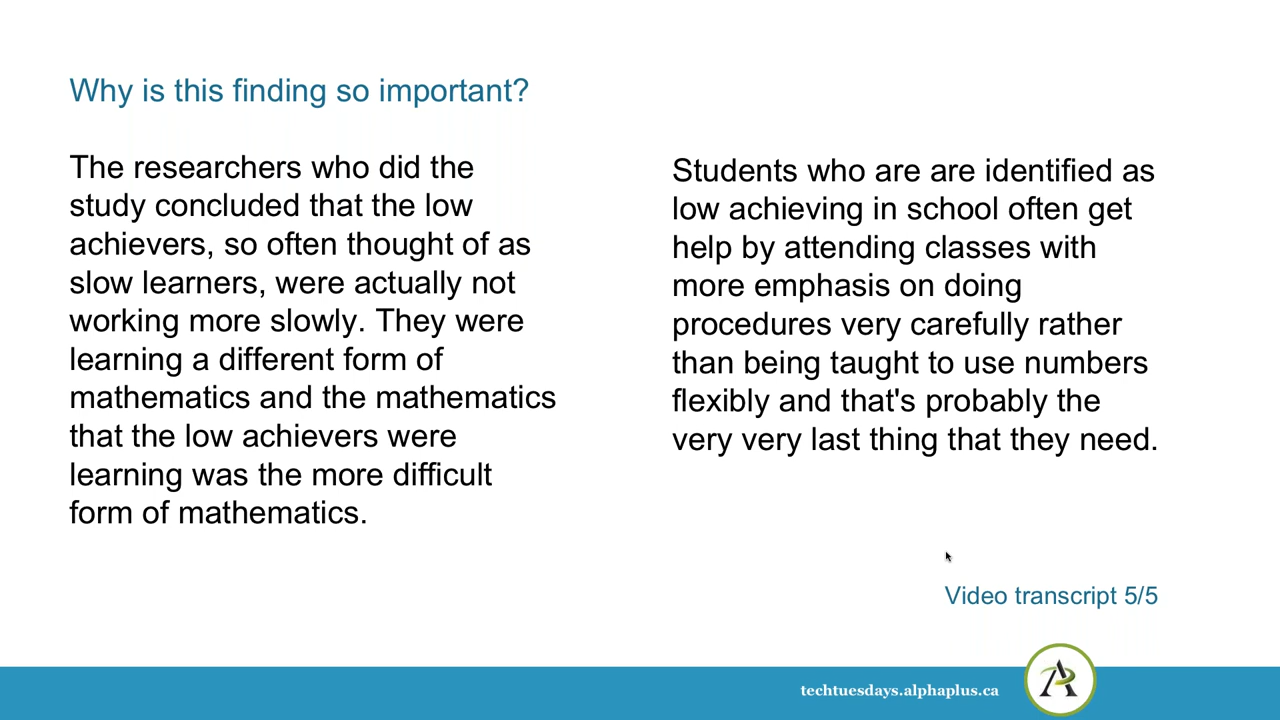 Why is this finding so important?
The researchers who did the
study concluded that the low
achievers, so often thought of as
slow learners, were actually not
working more slowly. They were
learning a different form of
mathematics and the mathematics
that the low achievers were
learning was the more difficult
form of mathematics.
Students who are are identified as
low achieving in school often get
help by attending classes with
more emphasis on doing
procedures very carefully rather
than being taught to use numbers
flexibly and that's probably the
very very last thing that they need.
Video transcript 5/5
techtuesdays.alphaplus.ca